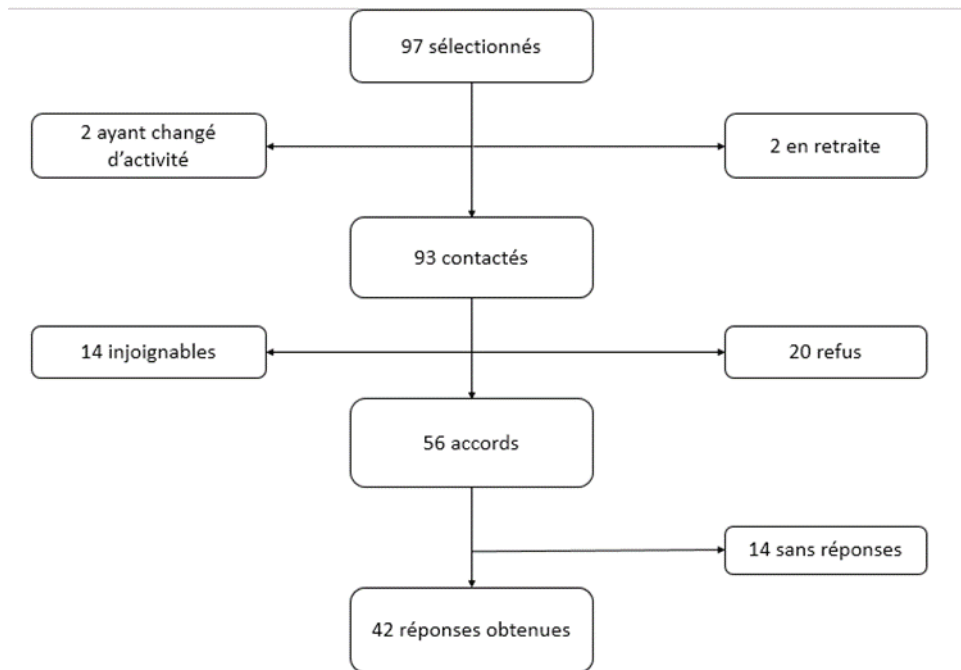 97 sélectionnés
2 ayant changé
d'activité
2 en retraite
93 contactés
14 injoignables
20 refus
56 accords
14 sans réponses
42 réponses obtenues